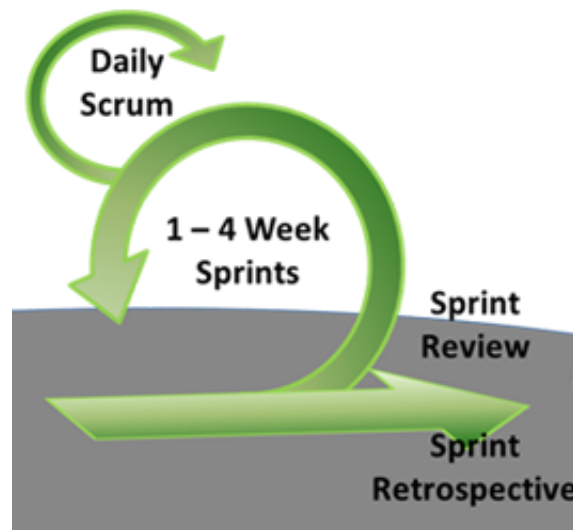 Daily
Scrum
1 – 4 Week
Sprints
Sprint
Review
Sprint
Retrospective